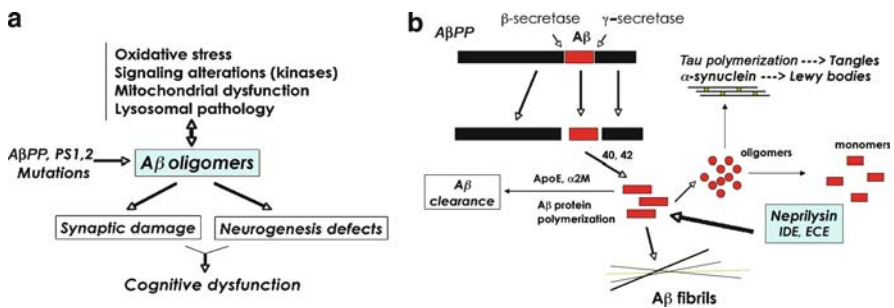 a
Oxidative stress
Signaling alterations (kinases)
Mitochondrial dysfunction
Lysosomal pathology
AβPP, PS1,2
Mutations
Aβ oligomers
Synaptic damage
Neurogenesis defects
Cognitive dysfunction
b
β-secretase
γ-secretase
AβPP
Aβ
Tau polymerization ---> Tangles
α-synuclein ---> Lewy bodies
40, 42
oligomers
monomers
ApoE, α2M
Aβ
clearance
Aβ protein
polymerization
Neprilysin
IDE, ECE
Aβ fibrils